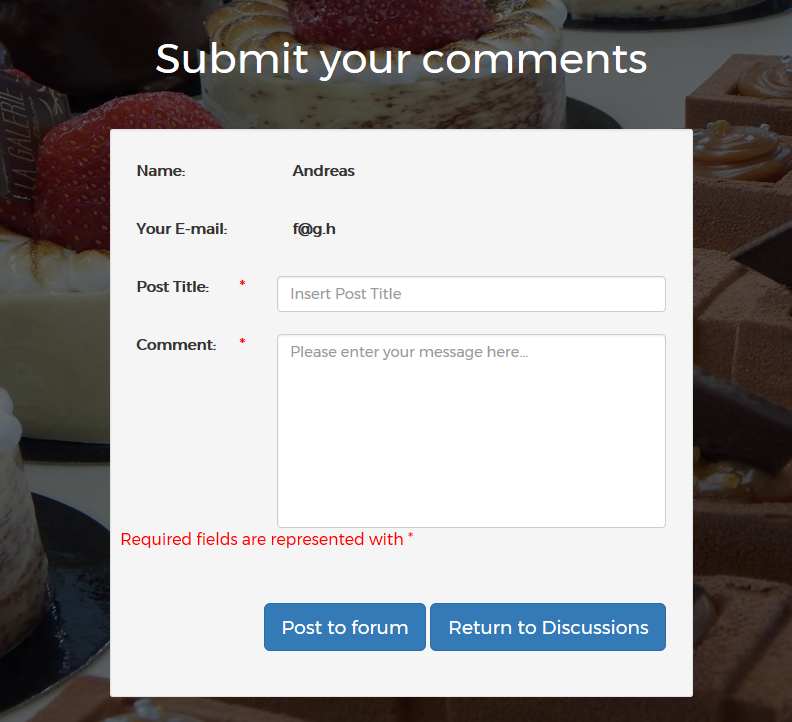 Submit your comments
LA GALERIE
Name: Andreas
Your E-mail: f@g.h
Post Title: * Insert Post Title
Comment: * Please enter your message here...
Required fields are represented with *
Post to forum Return to Discussions